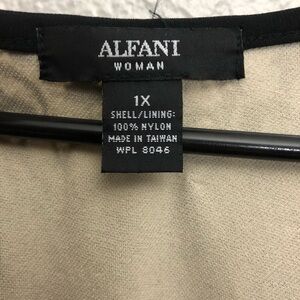 ALFANI
WOMAN
1X
SHELL/LINING:
100% NYLON
MADE IN TAIWAN
WPL 8046